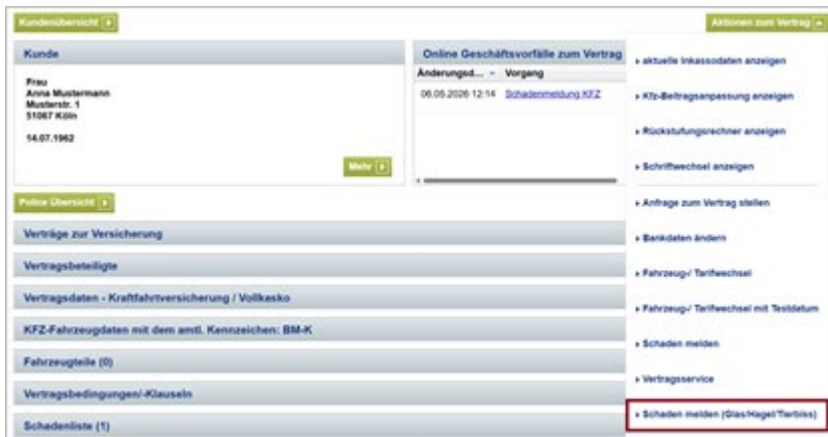 Kundenübersicht
Aktionen zum Vertrag
Kunde
Frau
Anna Mustermann
Musterstr. 1
51067 Köln
14.07.1962
Mehr
Online Geschäftsvorfälle zum Vertrag
Änderungsd... Vorgang
06.05.2026 12:14 Schadenmeldung KFZ
aktuelle Inkassodaten anzeigen
Kfz-Beitragsanpassung anzeigen
Rückstufungsrechner anzeigen
Schriftwechsel anzeigen
Anfrage zum Vertrag stellen
Bankdaten ändern
Fahrzeug-/ Tarifwechsel
Fahrzeug-/ Tarifwechsel mit Testdatum
Schaden melden
Vertragsservice
Schaden melden (Glas/Hagel/Tierbiss)
Police Übersicht
Verträge zur Versicherung
Vertragsbeteiligte
Vertragsdaten - Kraftfahrtversicherung / Vollkasko
KFZ-Fahrzeugdaten mit dem amtl. Kennzeichen: BM-K
Fahrzeugteile (0)
Vertragsbedingungen/-Klauseln
Schadenliste (1)